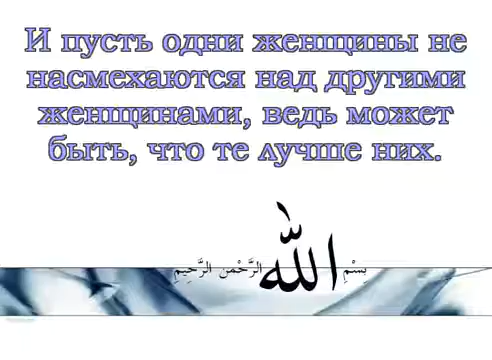 И пусть одни женщины не
насмехаются над другими
женщинами, ведь может
быть, что те лучше них.
بِسْمِ اللّٰه الرَّحْمن الرَّحِيمِ